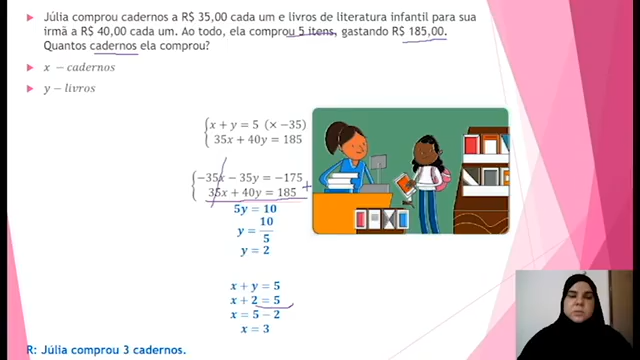 Júlia comprou cadernos a R$ 35,00 cada um e livros de literatura infantil para sua
irmã a R$ 40,00 cada um. Ao todo, ela comprou 5 itens, gastando R$ 185,00.
Quantos cadernos ela comprou?
x − cadernos
y − livros
x + y = 5 (× −35)
35x + 40y = 185
−35x − 35y = −175
35x + 40y = 185 +
5y = 10
y = 10/5
y = 2
x + y = 5
x + 2 = 5
x = 5 − 2
x = 3
R: Júlia comprou 3 cadernos.